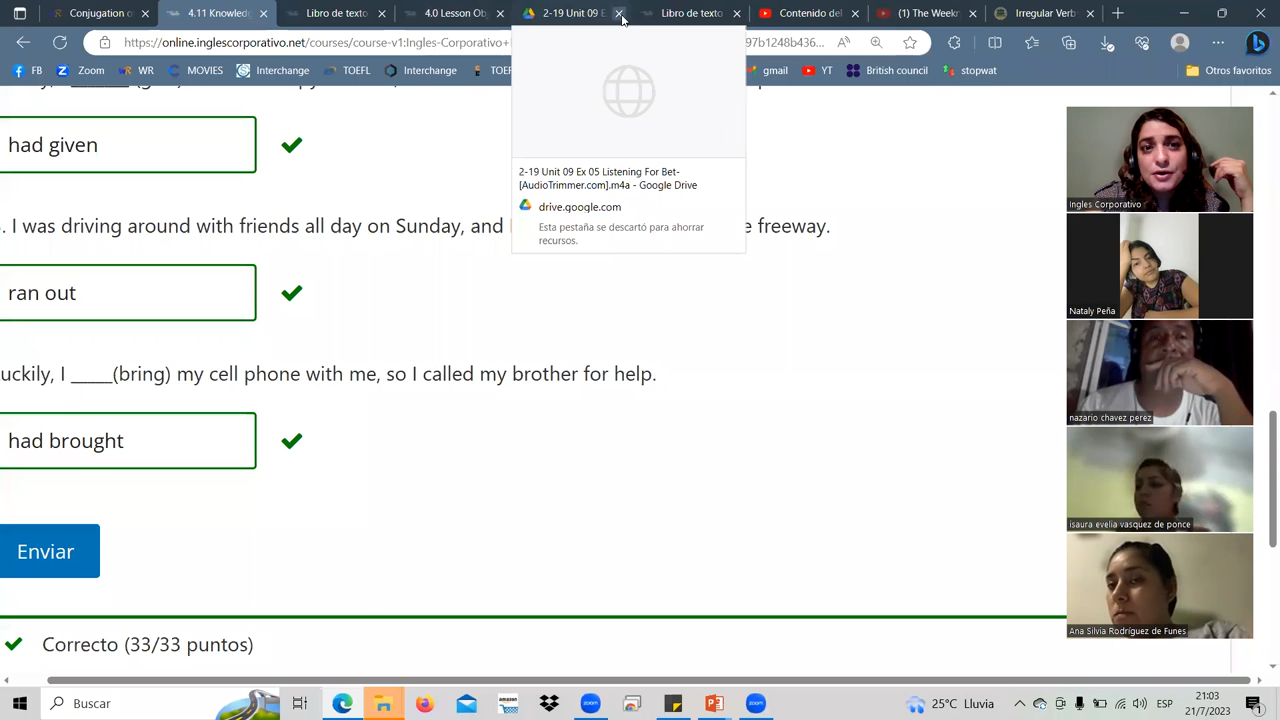 Conjugation o
4.11 Knowledg
Libro de texto
4.0 Lesson Ob
2-19 Unit 09 E
Libro de texto
Contenido del
(1) The Week
Irregular Verb
https://online.inglescorporativo.net/courses/course-v1:Ingles-Corporativo+
97b1248b436...
FB
Zoom
WR
MOVIES
Interchange
TOEFL
Interchange
TOE
gmail
YT
British council
stopwat
Otros favoritos
2-19 Unit 09 Ex 05 Listening For Bet-
[AudioTrimmer.com].m4a - Google Drive
drive.google.com
Esta pestaña se descartó para ahorrar
recursos.
had given
. I was driving around with friends all day on Sunday, and
e freeway.
ran out
uckily, I _____(bring) my cell phone with me, so I called my brother for help.
had brought
Enviar
Correcto (33/33 puntos)
Ingles Corporativo
Nataly Peña
nazario chavez perez
isaura evelia vasquez de ponce
Ana Silvia Rodríguez de Funes
Buscar
25°C Lluvia
ESP
21:03
21/7/2023